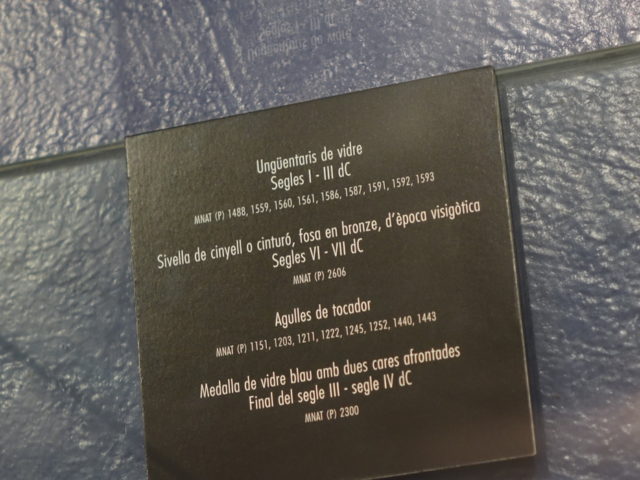 Ungüentaris de vidre
Segles I - III dC
MNAT (P) 1488, 1559, 1560, 1561, 1586, 1587, 1591, 1592, 1593
Sivella de cinyell o cinturó, fosa en bronze, d'època visigòtica
Segles VI - VII dC
MNAT (P) 2606
Agulles de tocador
MNAT (P) 1151, 1203, 1211, 1222, 1245, 1252, 1440, 1443
Medalla de vidre blau amb dues cares afrontades
Final del segle III - segle IV dC
MNAT (P) 2300